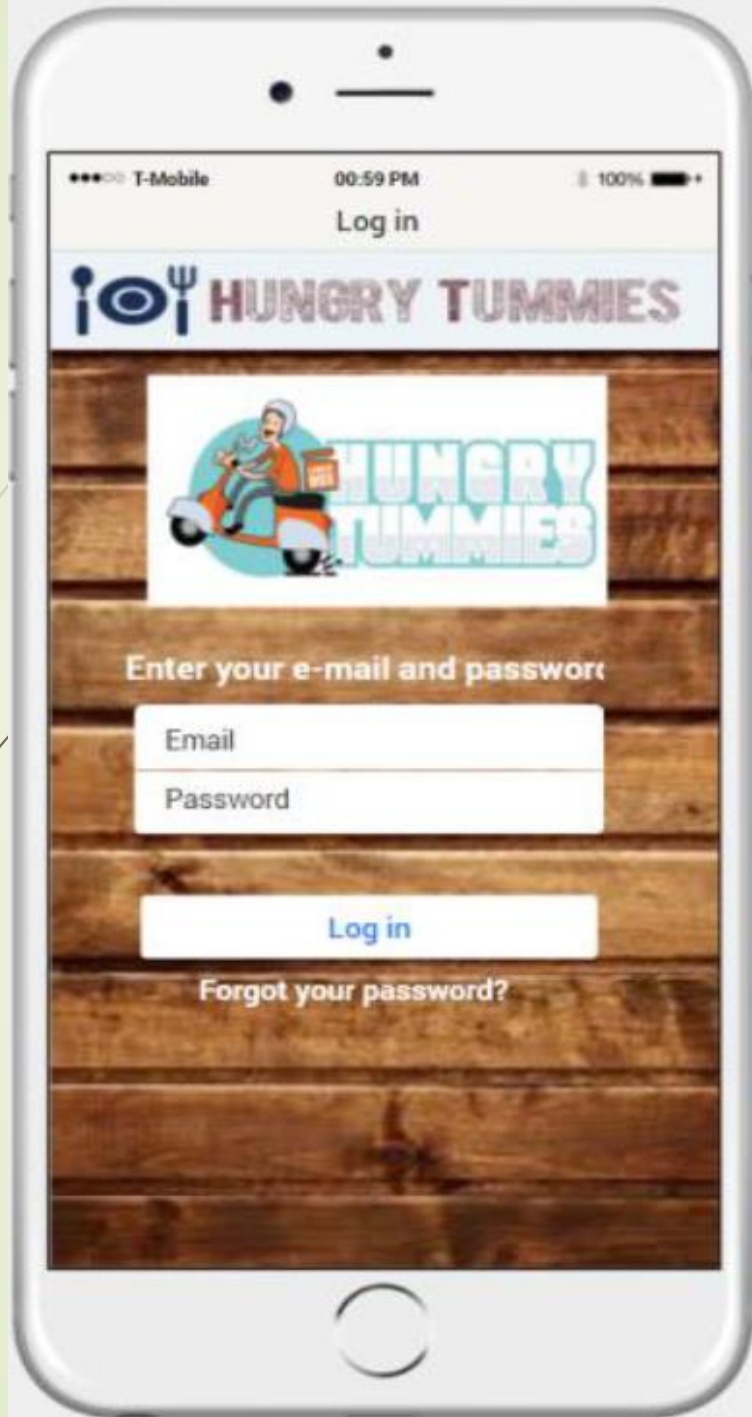 T-Mobile 00:59 PM 100%
Log in
HUNGRY TUMMIES
HUNGRY
TUMMIES
Enter your e-mail and passwor
Email
Password
Log in
Forgot your password?